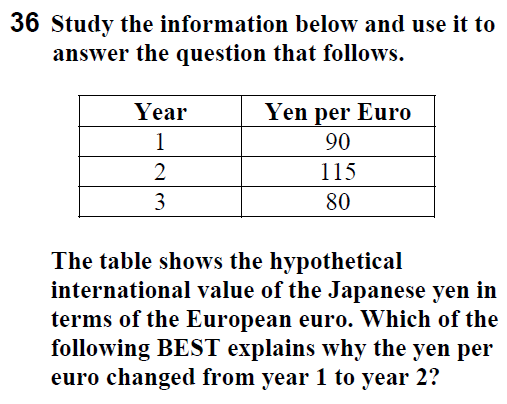 36 Study the information below and use it to
answer the question that follows.
Year Yen per Euro
1 90
2 115
3 80
The table shows the hypothetical
international value of the Japanese yen in
terms of the European euro. Which of the
following BEST explains why the yen per
euro changed from year 1 to year 2?